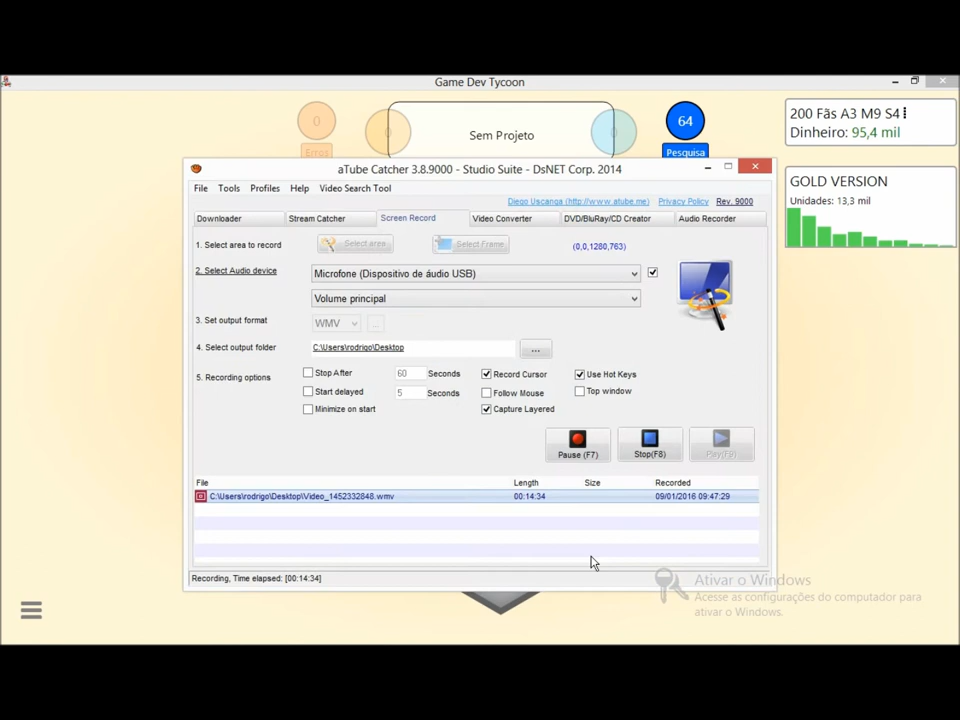 Game Dev Tycoon
0
0
Sem Projeto
0
64
Erros
Pesquisa
200 Fãs A3 M9 S4
Dinheiro: 95,4 mil
GOLD VERSION
Unidades: 13,3 mil
aTube Catcher 3.8.9000 - Studio Suite - DsNET Corp. 2014
File Tools Profiles Help Video Search Tool
Diego Uscanga (http://www.atube.me) Privacy Policy Rev. 9000
Downloader Stream Catcher Screen Record Video Converter DVD/BluRay/CD Creator Audio Recorder
1. Select area to record Select area Select Frame (0,0,1280,763)
2. Select Audio device Microfone (Dispositivo de áudio USB)
Volume principal
3. Set output format WMV ...
4. Select output folder C:\Users\rodrigo\Desktop ...
5. Recording options
Stop After 60 Seconds Record Cursor Use Hot Keys
Start delayed 5 Seconds Follow Mouse Top window
Minimize on start Capture Layered
Pause (F7) Stop(F8) Play(F9)
File Length Size Recorded
C:\Users\rodrigo\Desktop\Video_1452332848.wmv 00:14:34 09/01/2016 09:47:29
Recording, Time elapsed: [00:14:34]
Ativar o Windows
Acesse as configurações do computador para
ativar o Windows.